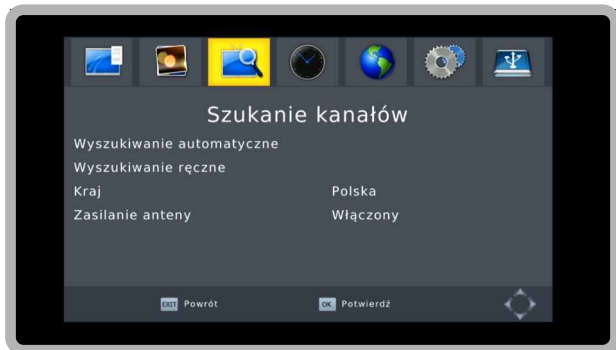 Szukanie kanałów
Wyszukiwanie automatyczne
Wyszukiwanie ręczne
Kraj Polska
Zasilanie anteny Włączony
EXIT Powrót OK Potwierdź